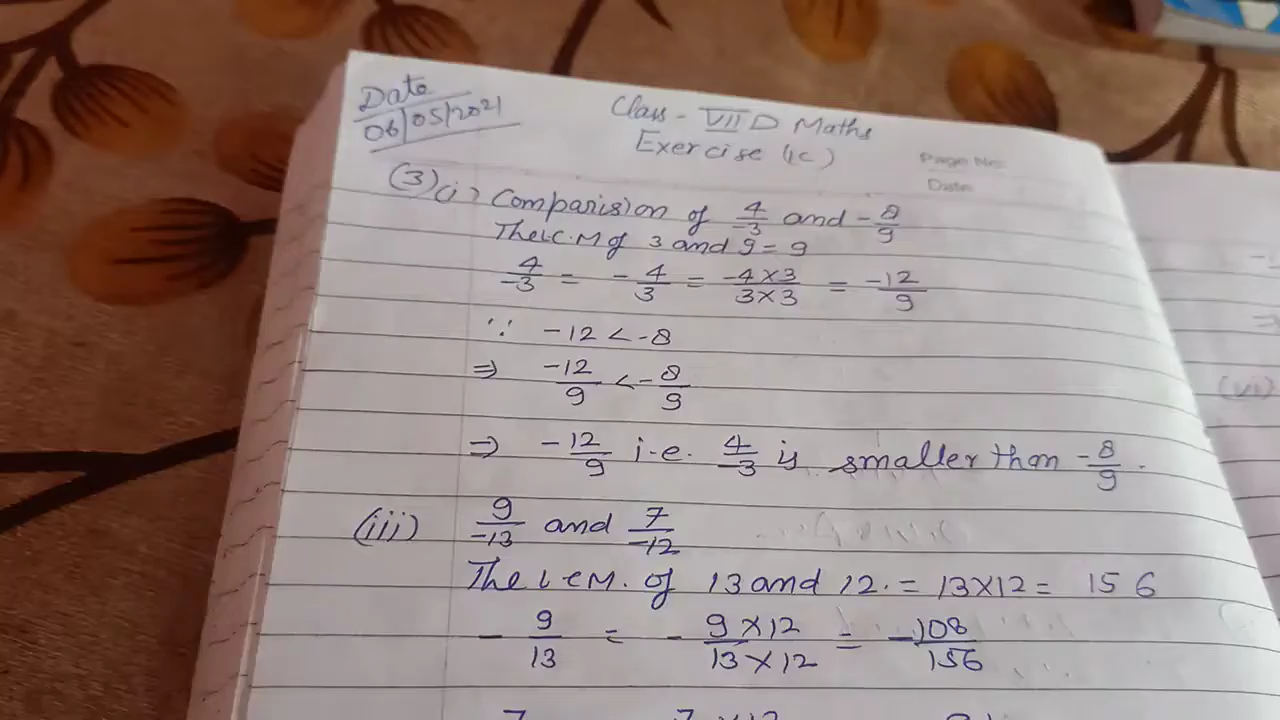 Date
06/05/2021
Class - VII D Maths
Exercise (1C)
Page No:
Date:
(3)(i) Comparision of 4/-3 and -8/9
The L.C.M of 3 and 9 = 9
4/-3 = -4/3 = -4×3/3×3 = -12/9
∵ -12 < -8
⇒ -12/9 < -8/9
⇒ -12/9 i.e. 4/-3 is smaller than -8/9.
(iii) 9/-13 and 7/-12
The L C M. of 13 and 12. = 13×12 = 156
- 9/13 = - 9×12/13×12 = -108/156
(vi)